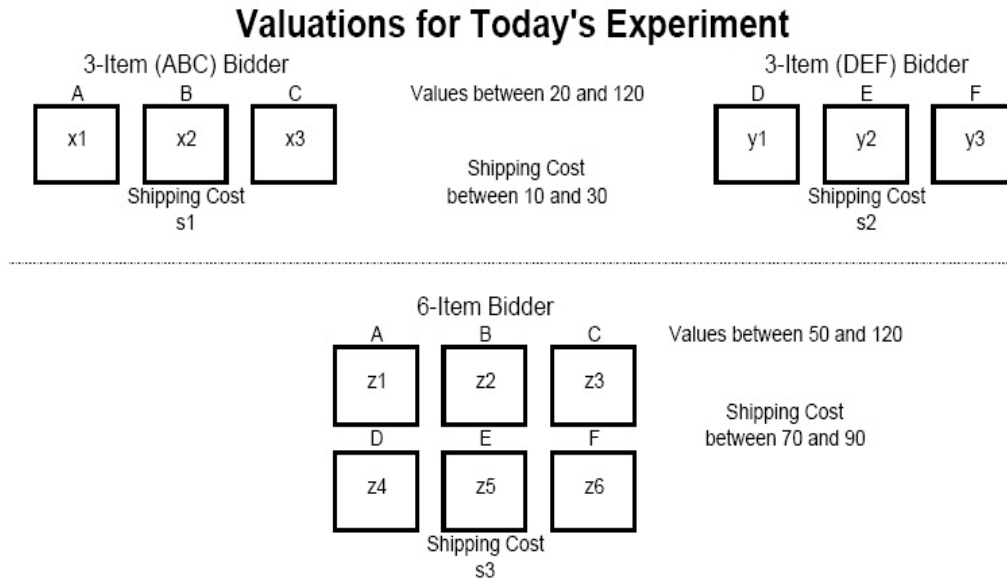 Valuations for Today's Experiment
3-Item (ABC) Bidder
A B C
x1 x2 x3
Shipping Cost
s1
Values between 20 and 120
Shipping Cost
between 10 and 30
3-Item (DEF) Bidder
D E F
y1 y2 y3
Shipping Cost
s2
6-Item Bidder
A B C
z1 z2 z3
D E F
z4 z5 z6
Shipping Cost
s3
Values between 50 and 120
Shipping Cost
between 70 and 90